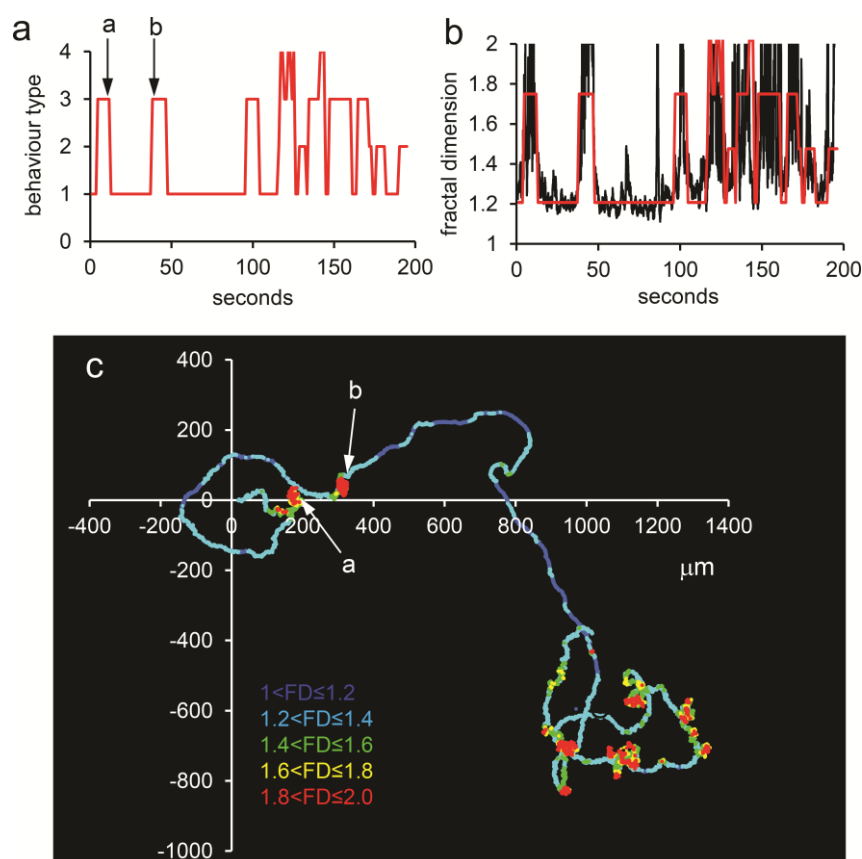 a
a
b
4
3
2
1
0
behaviour type
0
50
100
150
200
seconds
b
2
1.8
1.6
1.4
1.2
1
fractal dimension
0
50
100
150
200
seconds
c
400
200
0
-200
-400
-600
-800
-1000
-400
-200
0
200
400
600
800
1000
1200
1400
μm
b
a
1<FD≤1.2
1.2<FD≤1.4
1.4<FD≤1.6
1.6<FD≤1.8
1.8<FD≤2.0